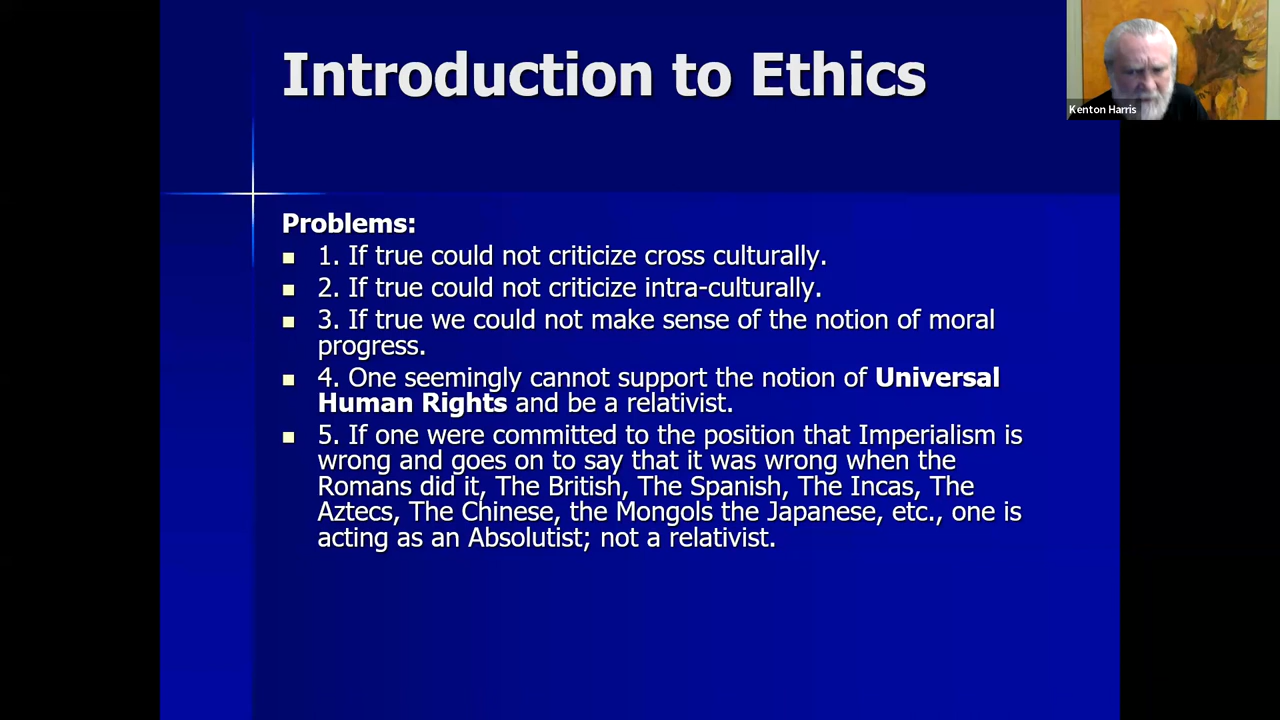 Introduction to Ethics
Kenton Harris
Problems:
1. If true could not criticize cross culturally.
2. If true could not criticize intra-culturally.
3. If true we could not make sense of the notion of moral
progress.
4. One seemingly cannot support the notion of Universal
Human Rights and be a relativist.
5. If one were committed to the position that Imperialism is
wrong and goes on to say that it was wrong when the
Romans did it, The British, The Spanish, The Incas, The
Aztecs, The Chinese, the Mongols the Japanese, etc., one is
acting as an Absolutist; not a relativist.